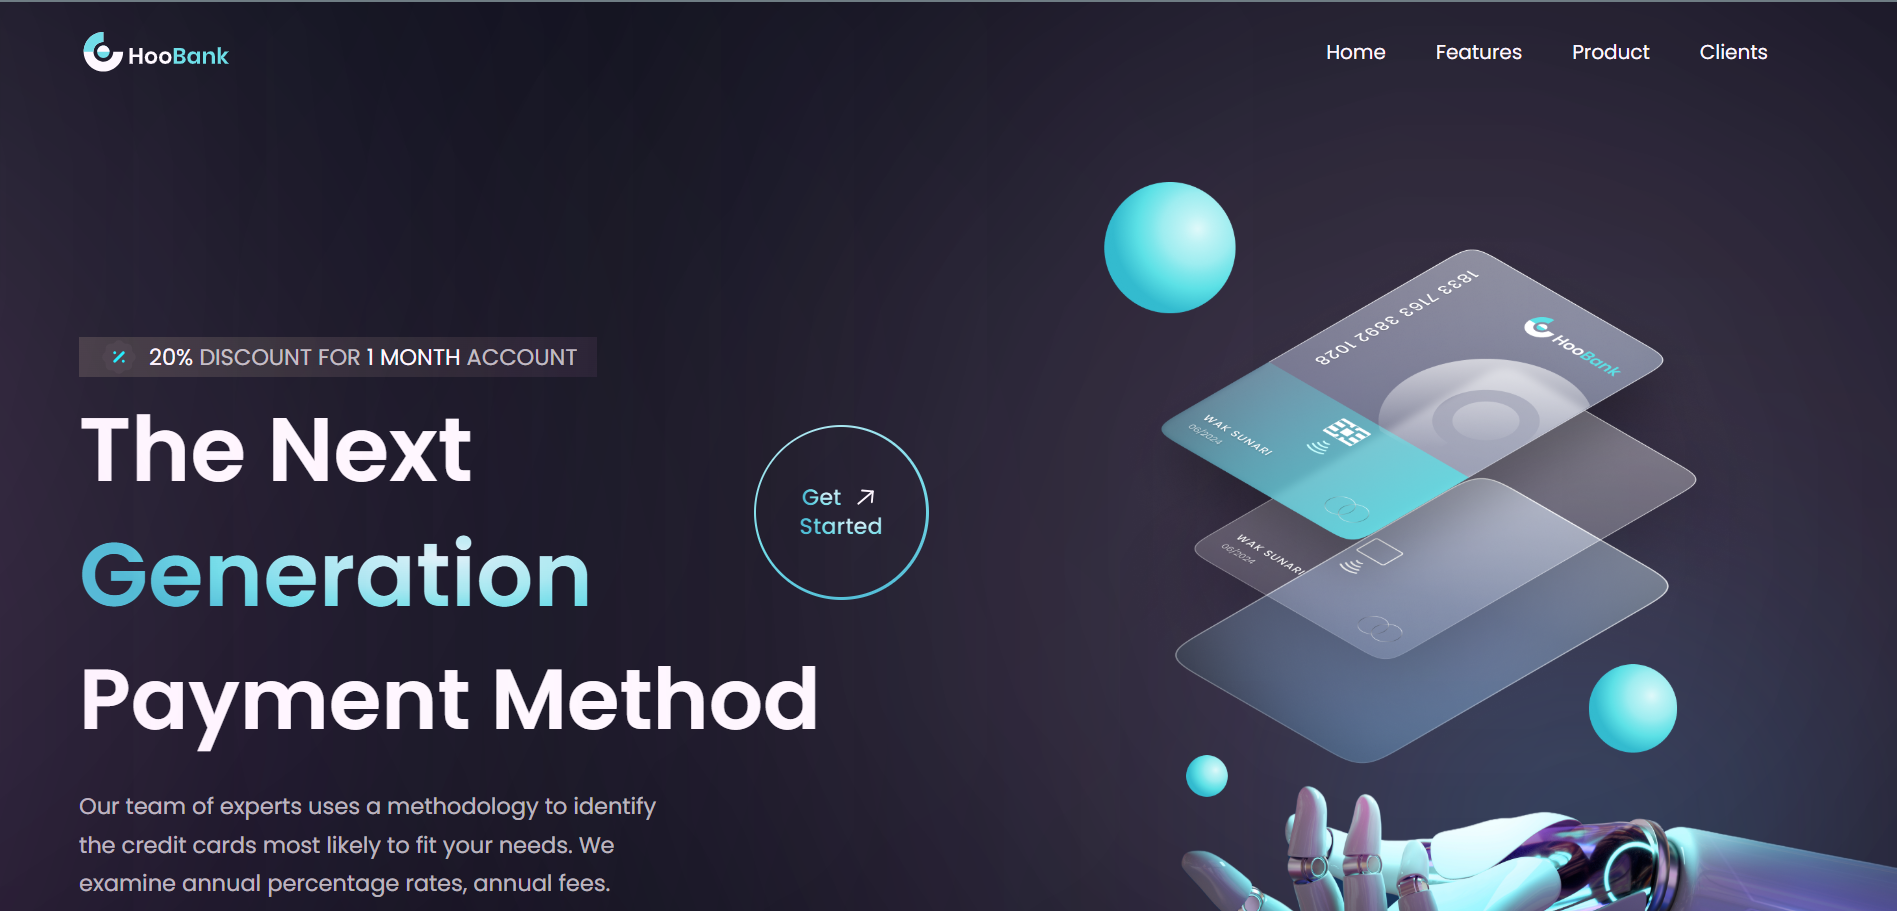 HooBank
Home Features Product Clients
20% DISCOUNT FOR 1 MONTH ACCOUNT
The Next
Generation
Payment Method
Get
Started
Our team of experts uses a methodology to identify
the credit cards most likely to fit your needs. We
examine annual percentage rates, annual fees.
1833 7163 3892 1028
HooBank
WAK SUNARI
06/2024
WAK SUNARI
06/2024